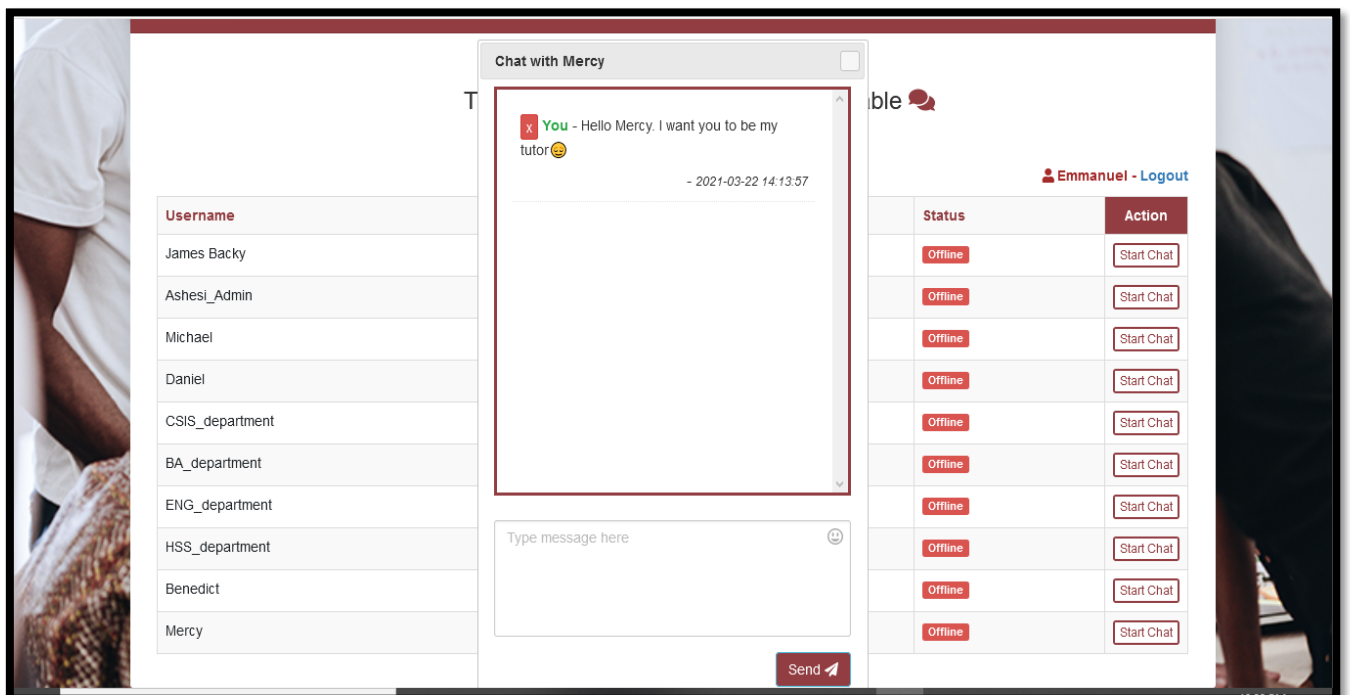 Chat with Mercy
T
ble
x You - Hello Mercy. I want you to be my
tutor😄
- 2021-03-22 14:13:57
Emmanuel - Logout
Username Status Action
James Backy Offline Start Chat
Ashesi_Admin Offline Start Chat
Michael Offline Start Chat
Daniel Offline Start Chat
CSIS_department Offline Start Chat
BA_department Offline Start Chat
ENG_department Offline Start Chat
HSS_department Offline Start Chat
Benedict Offline Start Chat
Mercy Offline Start Chat
Type message here
Send